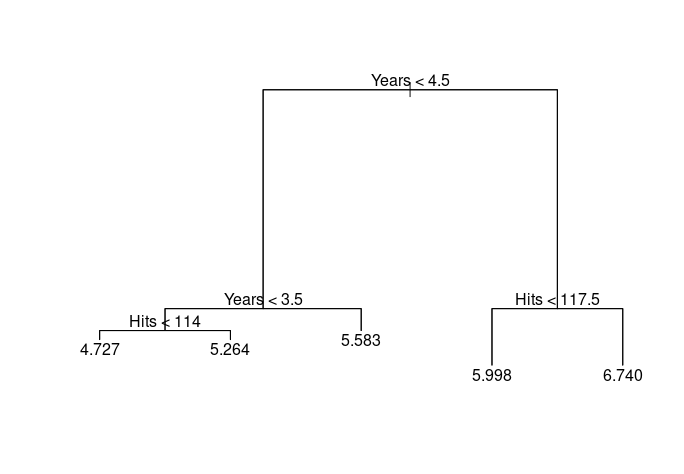 Years < 4.5
Years < 3.5
Hits < 117.5
Hits < 114
4.727
5.264
5.583
5.998
6.740